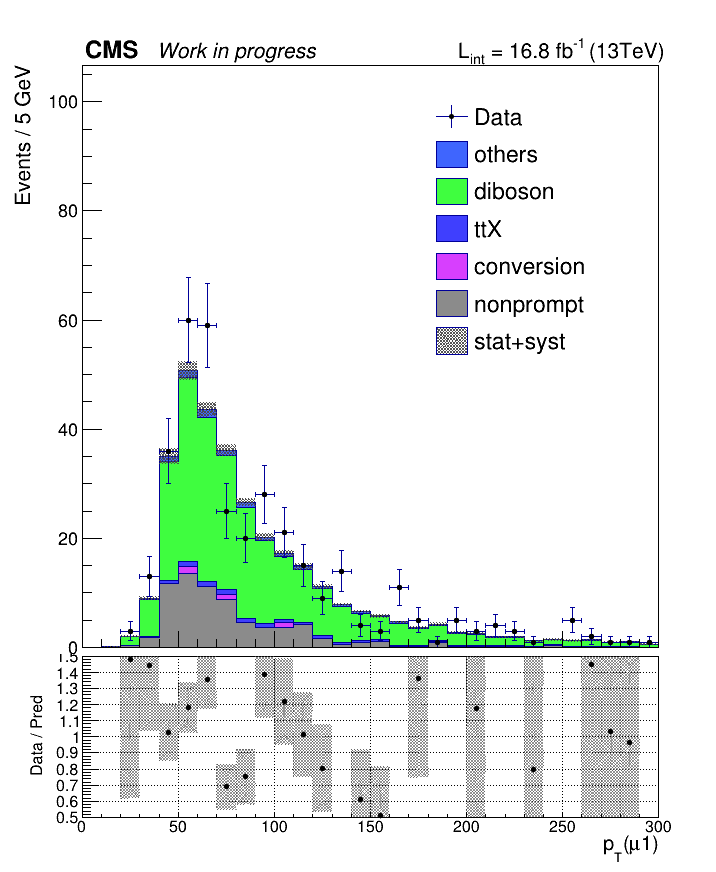 CMS Work in progress L_int = 16.8 fb⁻¹ (13TeV)
Events / 5 GeV
100
80
60
40
20
0
Data
others
diboson
ttX
conversion
nonprompt
stat+syst
Data / Pred
1.5
1.4
1.3
1.2
1.1
1
0.9
0.8
0.7
0.6
0.5
0 50 100 150 200 250 300
p_T(μ1)